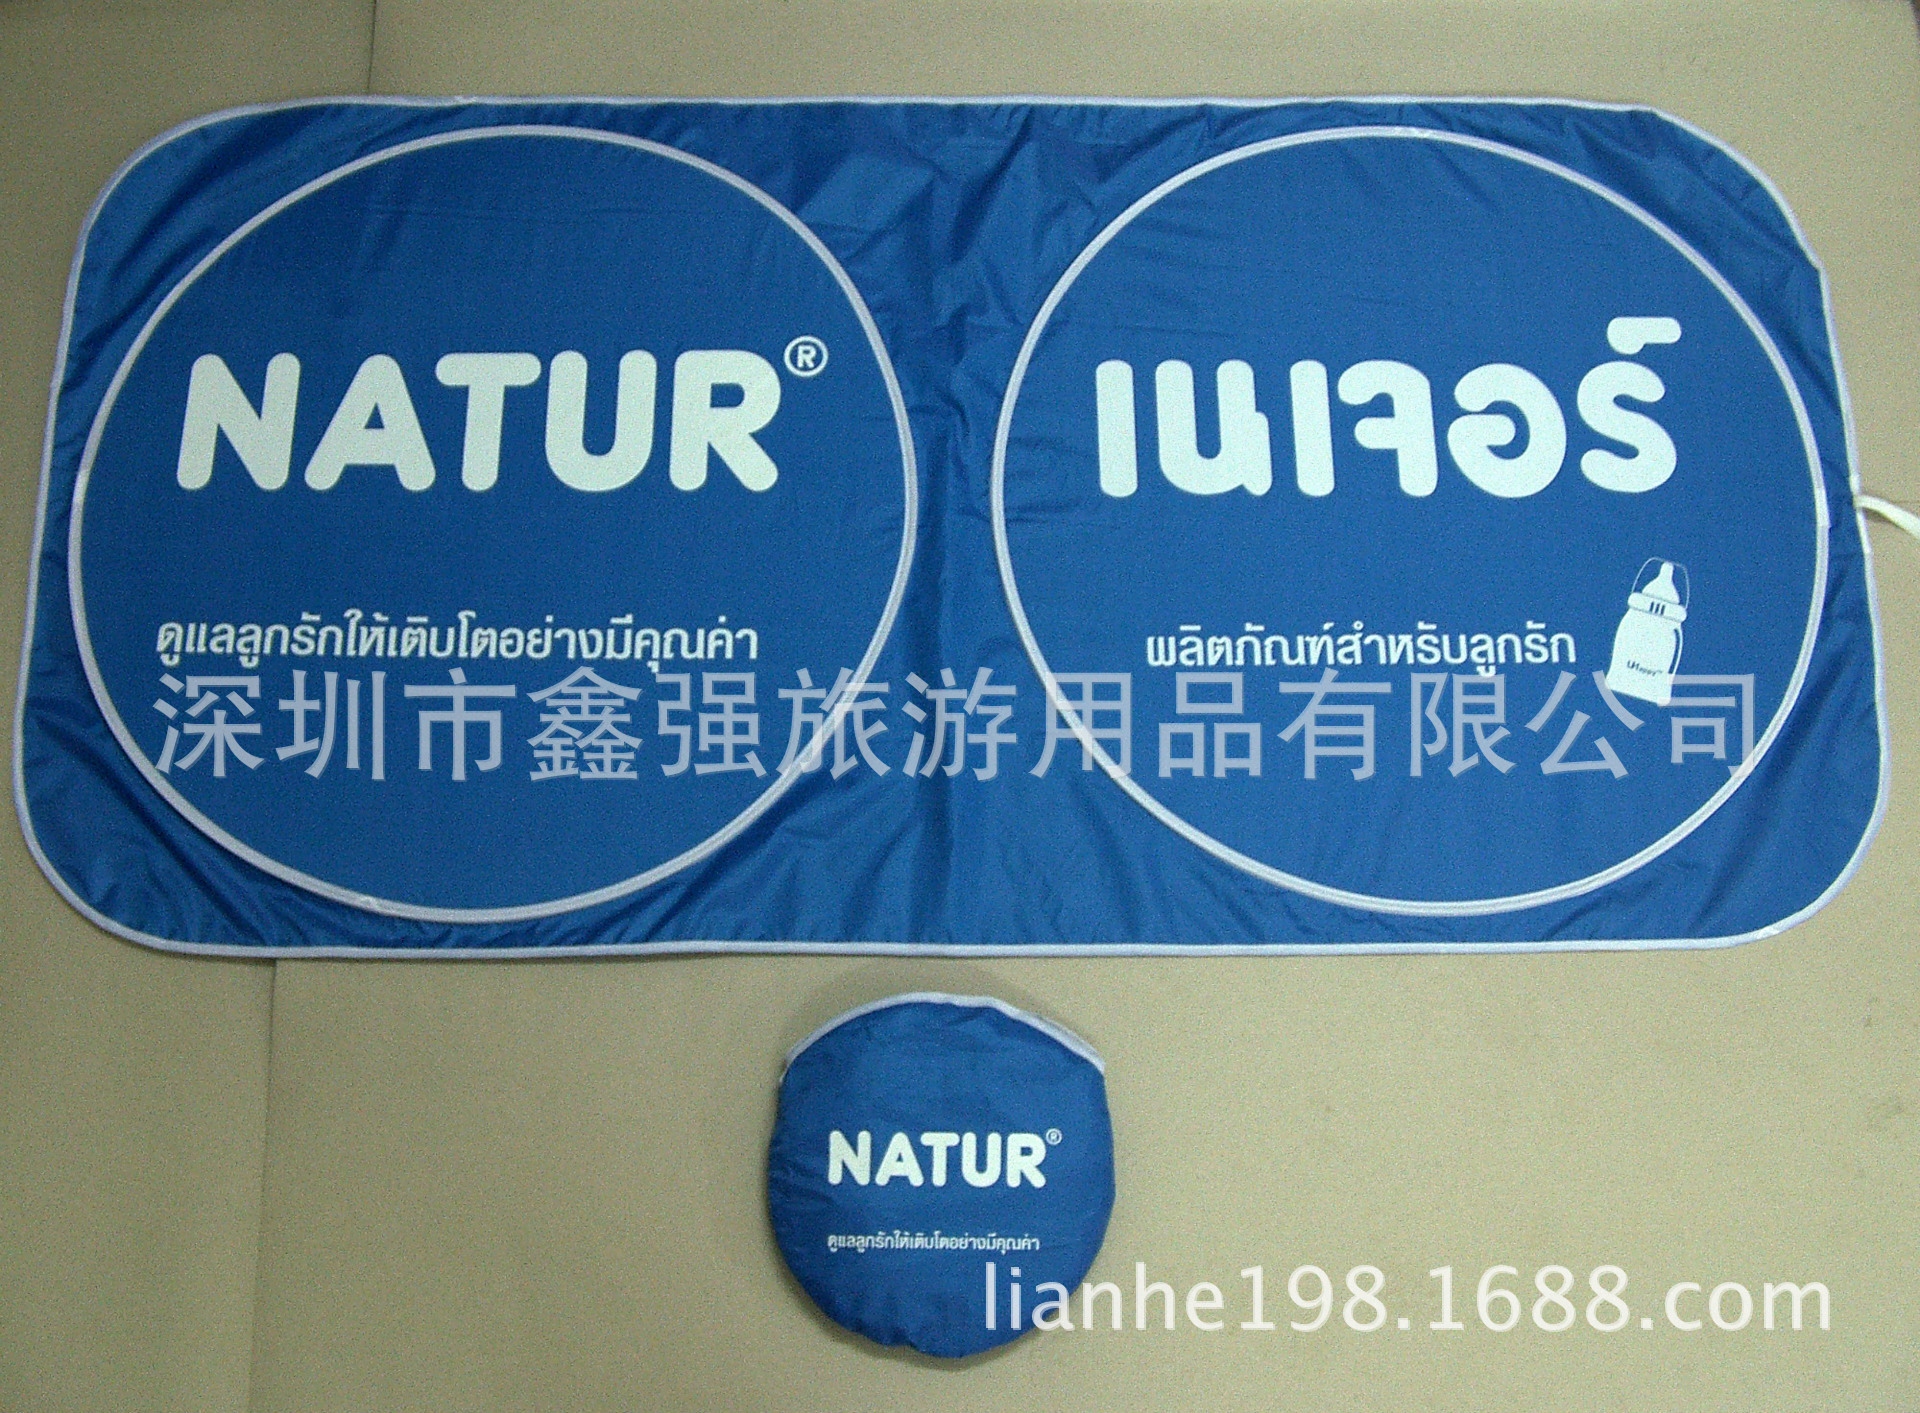 NATUR®
ดูแลลูกรักให้เติบโตอย่างมีคุณค่า
เนเจอร์
ผลิตภัณฑ์สำหรับลูกรัก
深圳市鑫强旅游用品有限公司
NATUR®
ดูแลลูกรักให้เติบโตอย่างมีคุณค่า
lianhe198.1688.com